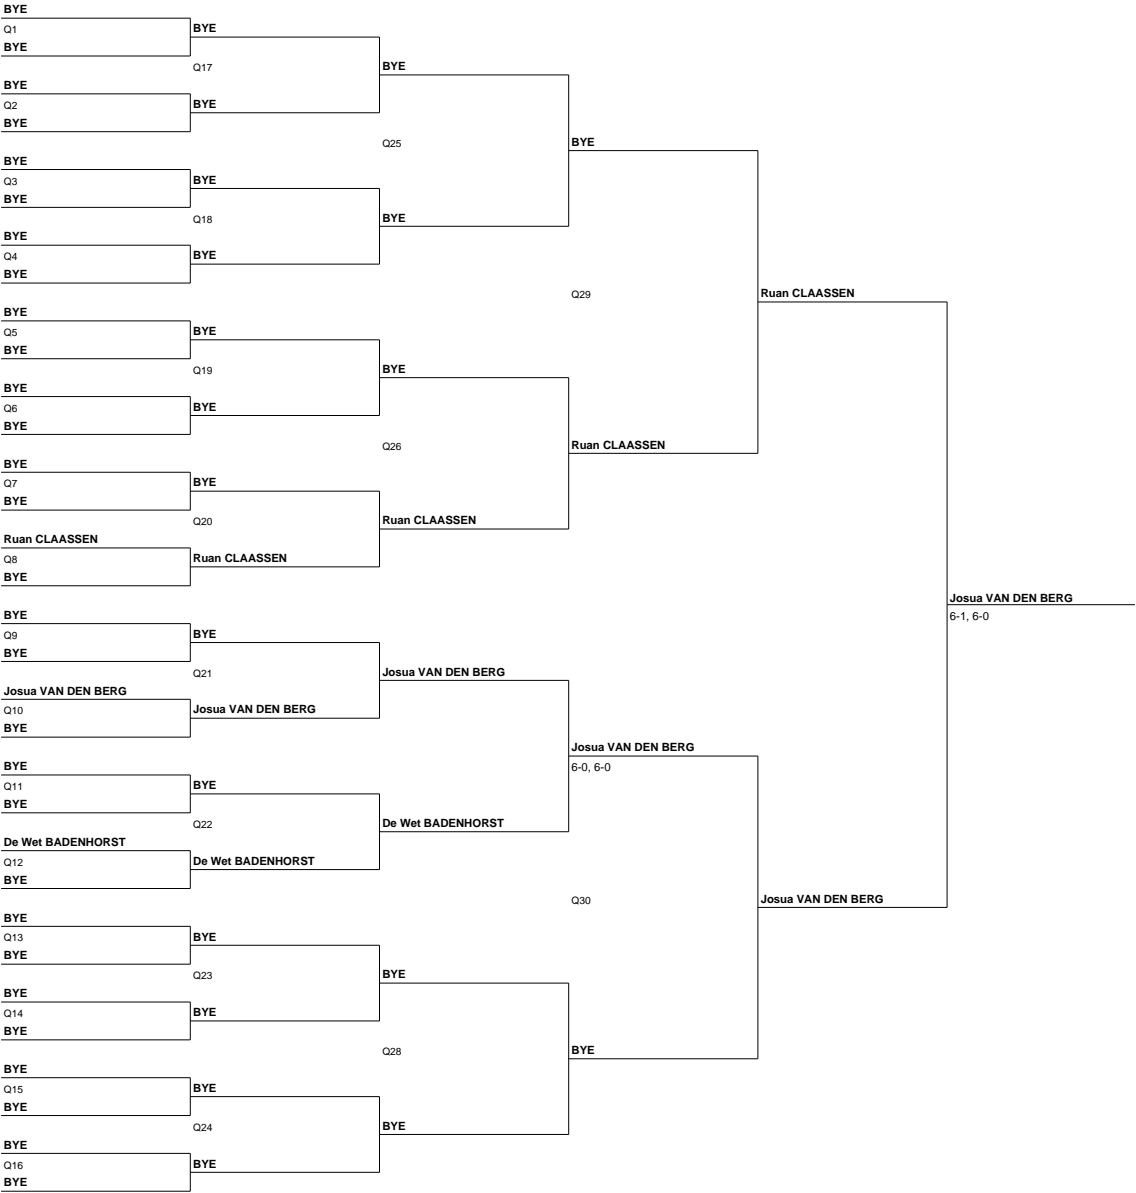 BYE
Q1
BYE
BYE
Q17
BYE
BYE
Q2
BYE
BYE
Q25
BYE
BYE
Q3
BYE
BYE
Q18
BYE
BYE
Q4
BYE
BYE
Q29
Ruan CLAASSEN
BYE
Q5
BYE
BYE
Q19
BYE
BYE
Q6
BYE
BYE
Q26
Ruan CLAASSEN
BYE
Q7
BYE
BYE
Q20
Ruan CLAASSEN
Ruan CLAASSEN
Q8
Ruan CLAASSEN
BYE
Josua VAN DEN BERG
6-1, 6-0
BYE
Q9
BYE
BYE
Q21
Josua VAN DEN BERG
Josua VAN DEN BERG
Q10
Josua VAN DEN BERG
BYE
Josua VAN DEN BERG
6-0, 6-0
BYE
Q11
BYE
BYE
Q22
De Wet BADENHORST
De Wet BADENHORST
Q12
De Wet BADENHORST
BYE
Q30
Josua VAN DEN BERG
BYE
Q13
BYE
BYE
Q23
BYE
BYE
Q14
BYE
BYE
Q28
BYE
BYE
Q15
BYE
BYE
Q24
BYE
BYE
Q16
BYE
BYE